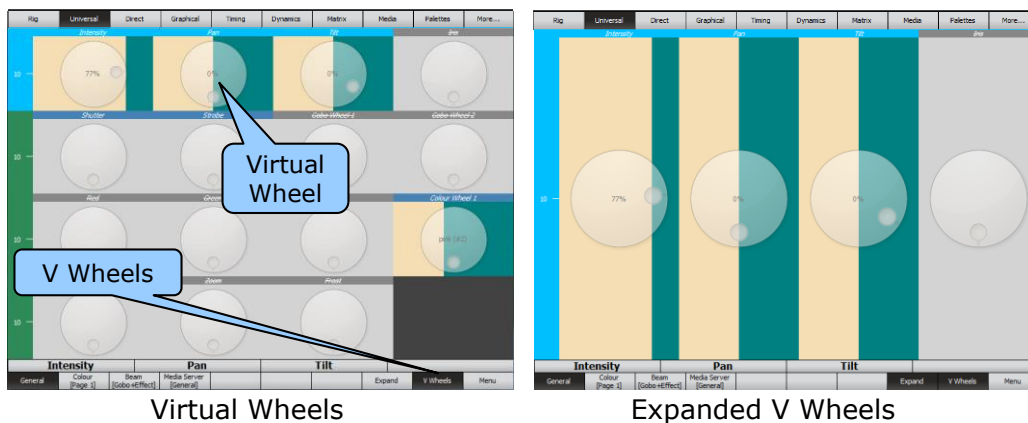 Rig Universal Direct Graphical Timing Dynamics Matrix Media Palettes More...
Intensity Pan Tilt Iris
10 77% 0% 0%
Shutter Strobe Gobo Wheel 1 Gobo Wheel 2
10
Virtual
Wheel
Red Green Colour Wheel 1
10 pink (#2)
V Wheels
Zoom Frost
10
Intensity Pan Tilt
General Colour [Page 1] Beam [Gobo+Effect] Media Server [General] Expand V Wheels Menu
Virtual Wheels
Rig Universal Direct Graphical Timing Dynamics Matrix Media Palettes More...
Intensity Pan Tilt Iris
10 77% 0% 0%
Intensity Pan Tilt
General Colour [Page 1] Beam [Gobo+Effect] Media Server [General] Expand V Wheels Menu
Expanded V Wheels